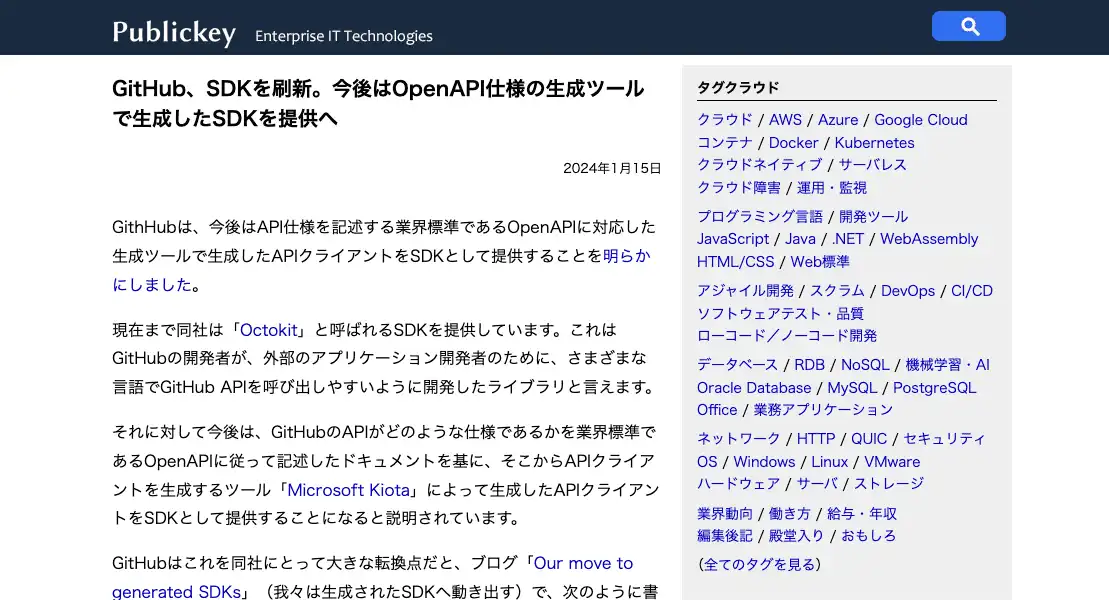 Publickey Enterprise IT Technologies
GitHub、SDKを刷新。今後はOpenAPI仕様の生成ツール
で生成したSDKを提供へ
2024年1月15日
GithHubは、今後はAPI仕様を記述する業界標準であるOpenAPIに対応した
生成ツールで生成したAPIクライアントをSDKとして提供することを明らか
にしました。
現在まで同社は「Octokit」と呼ばれるSDKを提供しています。これは
GitHubの開発者が、外部のアプリケーション開発者のために、さまざまな
言語でGitHub APIを呼び出しやすいように開発したライブラリと言えます。
それに対して今後は、GitHubのAPIがどのような仕様であるかを業界標準で
あるOpenAPIに従って記述したドキュメントを基に、そこからAPIクライア
ントを生成するツール「Microsoft Kiota」によって生成したAPIクライアン
トをSDKとして提供することになると説明されています。
GitHubはこれを同社にとって大きな転換点だと、ブログ「Our move to
generated SDKs」（我々は生成されたSDKへ動き出す）で、次のように書
タグクラウド
クラウド / AWS / Azure / Google Cloud
コンテナ / Docker / Kubernetes
クラウドネイティブ / サーバレス
クラウド障害 / 運用・監視
プログラミング言語 / 開発ツール
JavaScript / Java / .NET / WebAssembly
HTML/CSS / Web標準
アジャイル開発 / スクラム / DevOps / CI/CD
ソフトウェアテスト・品質
ローコード／ノーコード開発
データベース / RDB / NoSQL / 機械学習・AI
Oracle Database / MySQL / PostgreSQL
Office / 業務アプリケーション
ネットワーク / HTTP / QUIC / セキュリティ
OS / Windows / Linux / VMware
ハードウェア / サーバ / ストレージ
業界動向 / 働き方 / 給与・年収
編集後記 / 殿堂入り / おもしろ
（全てのタグを見る）